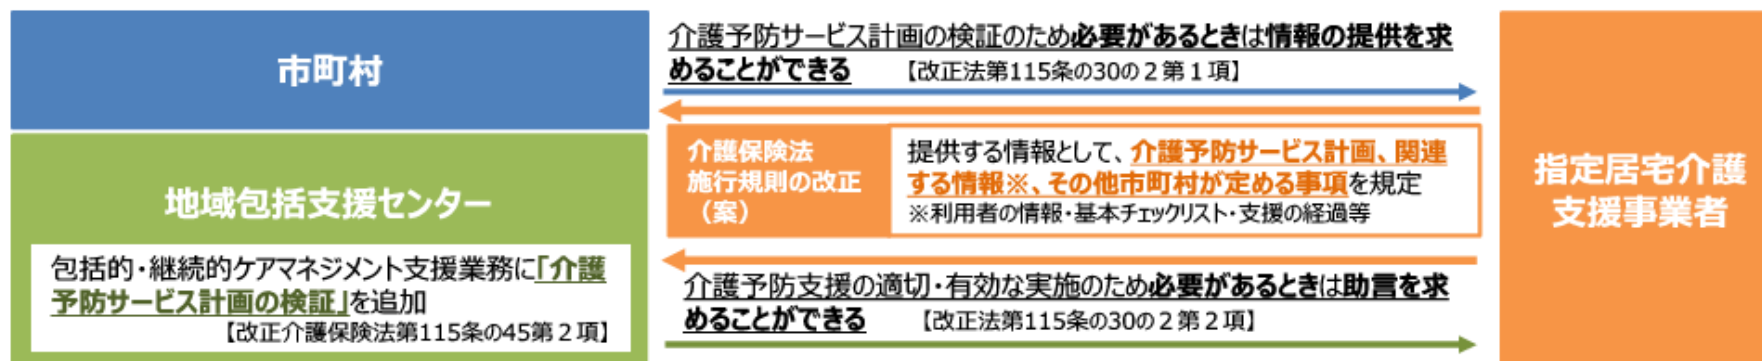 市町村
地域包括支援センター
包括的・継続的ケアマネジメント支援業務に「介護
予防サービス計画の検証」を追加
【改正介護保険法第115条の45第２項】
介護予防サービス計画の検証のため必要があるときは情報の提供を求
めることができる　【改正法第115条の30の２第１項】
介護保険法
施行規則の改正
（案）
提供する情報として、介護予防サービス計画、関連
する情報※、その他市町村が定める事項を規定
※利用者の情報・基本チェックリスト・支援の経過等
介護予防支援の適切・有効な実施のため必要があるときは助言を求
めることができる　【改正法第115条の30の２第２項】
指定居宅介護
支援事業者